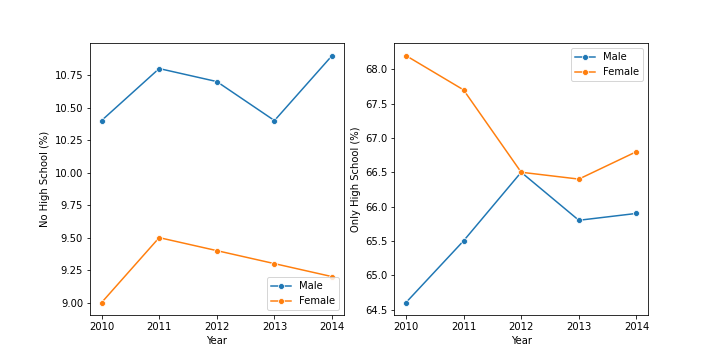 No High School (%)
10.75
10.50
10.25
10.00
9.75
9.50
9.25
9.00
2010 2011 2012 2013 2014
Year
Male
Female
Only High School (%)
68.0
67.5
67.0
66.5
66.0
65.5
65.0
64.5
2010 2011 2012 2013 2014
Year
Male
Female